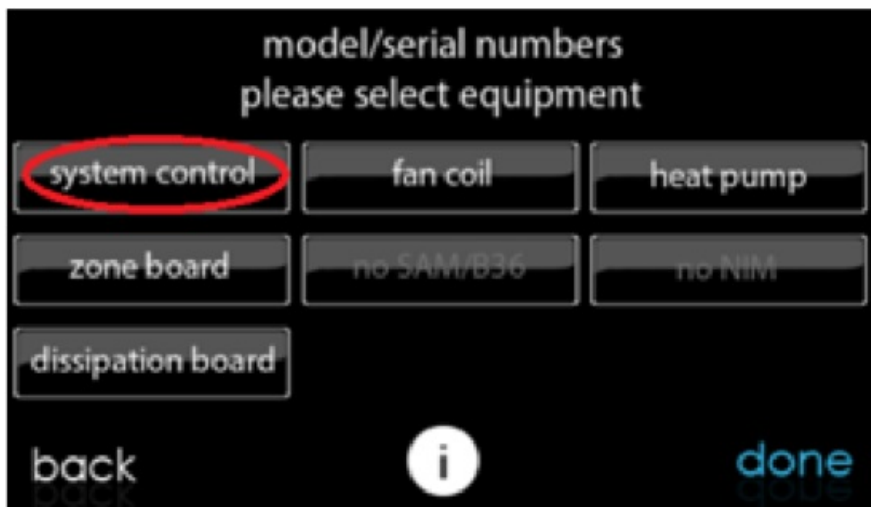 model/serial numbers
please select equipment
system control
fan coil
heat pump
zone board
no SAM/B36
no NIM
dissipation board
back
i
done